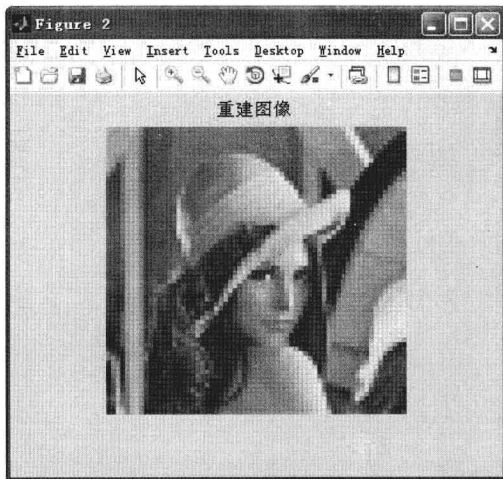 Figure 2
File Edit View Insert Tools Desktop Window Help
重建图像